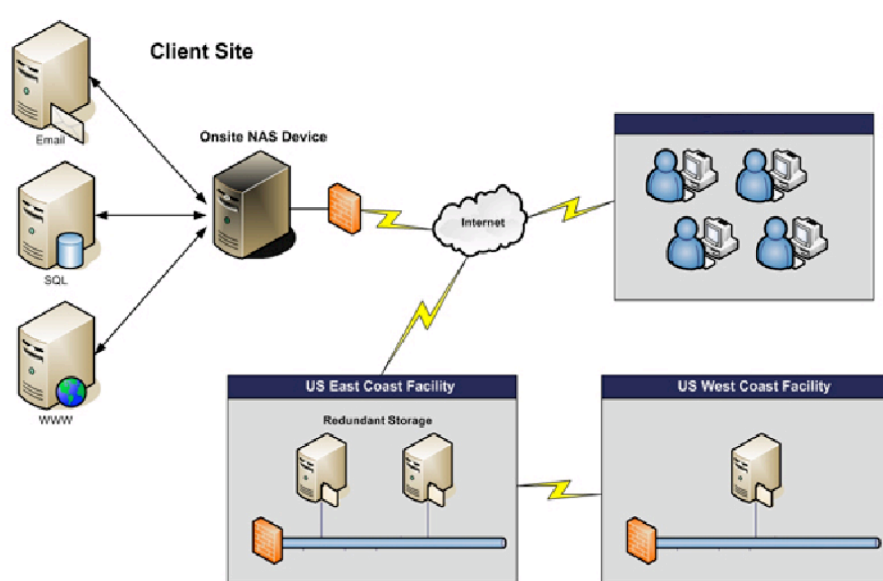 Client Site
Email
Onsite NAS Device
Internet
SQL
WWW
US East Coast Facility
US West Coast Facility
Redundant Storage